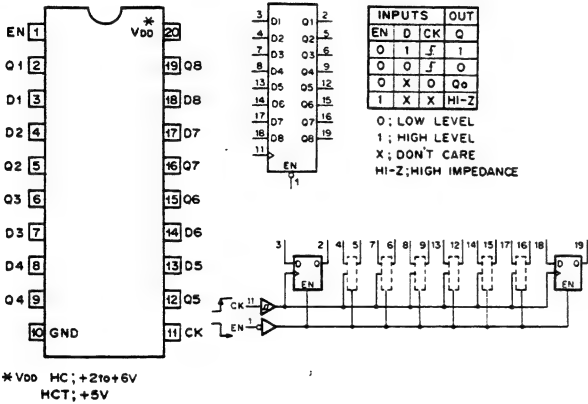 *
EN 1 VDD 20
Q1 2 19 Q8
D1 3 18 D8
D2 4 17 D7
Q2 5 16 Q7
Q3 6 15 Q6
D3 7 14 D6
D4 8 13 D5
Q4 9 12 Q5
10 GND 11 CK
* VDD HC; +2to+6V
HCT; +5V
3 D1 Q1 2
4 D2 Q2 5
7 D3 Q3 6
8 D4 Q4 9
13 D5 Q5 12
14 D6 Q6 15
17 D7 Q7 16
18 D8 Q8 19
11
EN
1
INPUTS OUT
EN D CK Q
0 1 1
0 0 0
0 X 0 Qo
1 X X HI-Z
0; LOW LEVEL
1; HIGH LEVEL
X; DON'T CARE
HI-Z; HIGH IMPEDANCE
3 2 4 5 7 6 8 9 13 12 14 15 17 16 18 19
D Q D Q
EN EN
CK 11
EN 1